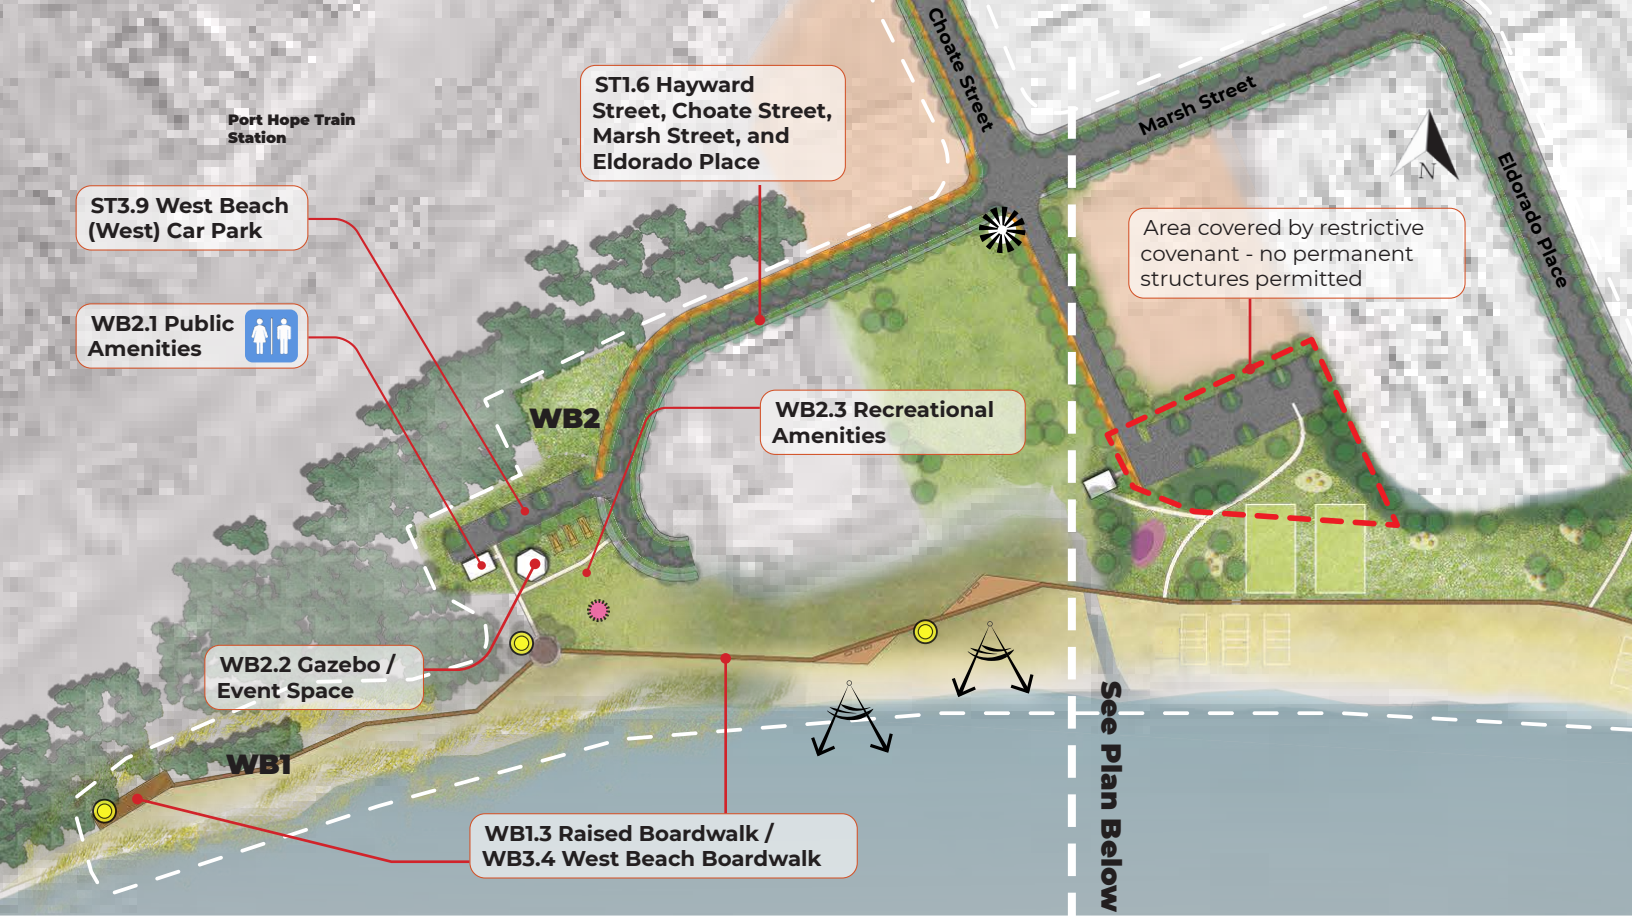 Choate Street
Marsh Street
Eldorado Place
Port Hope Train
Station
ST1.6 Hayward
Street, Choate Street,
Marsh Street, and
Eldorado Place
N
ST3.9 West Beach
(West) Car Park
Area covered by restrictive
covenant - no permanent
structures permitted
WB2.1 Public
Amenities
WB2
WB2.3 Recreational
Amenities
WB2.2 Gazebo /
Event Space
WB1
See Plan Below
WB1.3 Raised Boardwalk /
WB3.4 West Beach Boardwalk